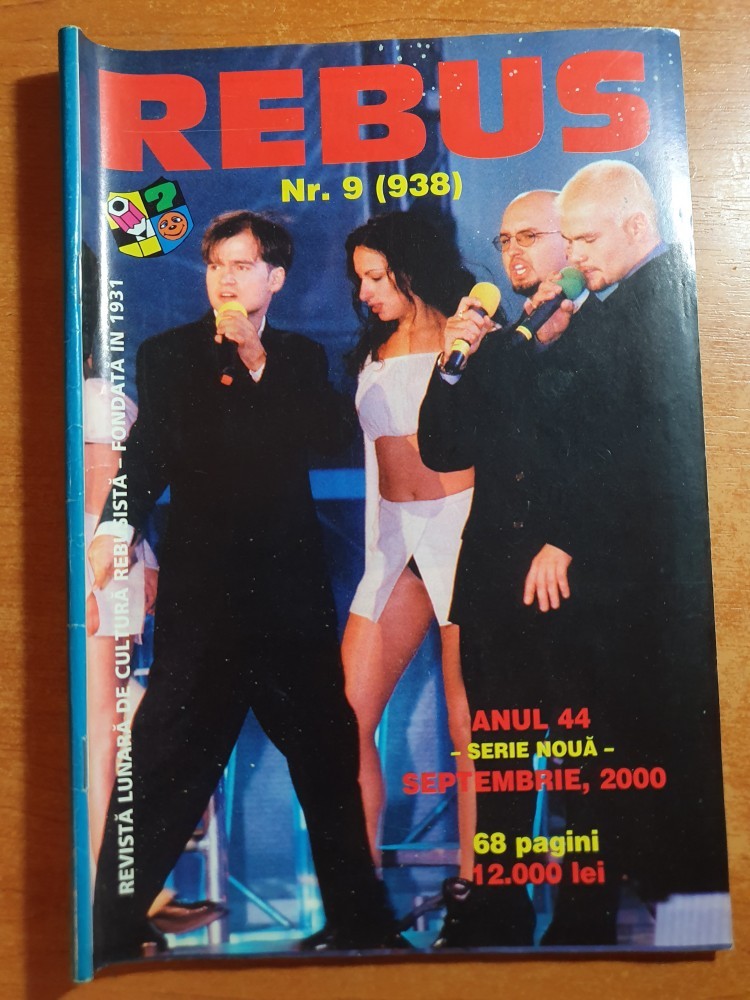 REBUS
Nr. 9 (938)
?
REVISTĂ LUNARĂ DE CULTURĂ REBUSISTĂ – FONDATĂ ÎN 1931
ANUL 44
– SERIE NOUĂ –
SEPTEMBRIE, 2000
68 pagini
12.000 lei